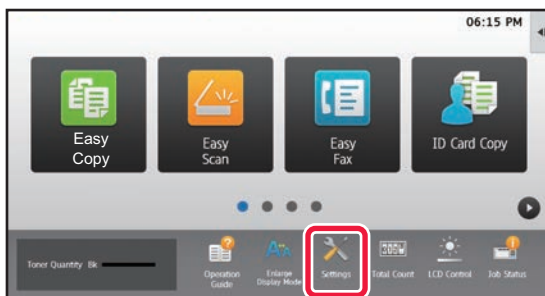 06:15 PM
Easy
Copy
Easy
Scan
Easy
Fax
ID Card Copy
Toner Quantity Bk
Operation
Guide
Enlarge
Display Mode
Settings
Total Count
LCD Control
Job Status